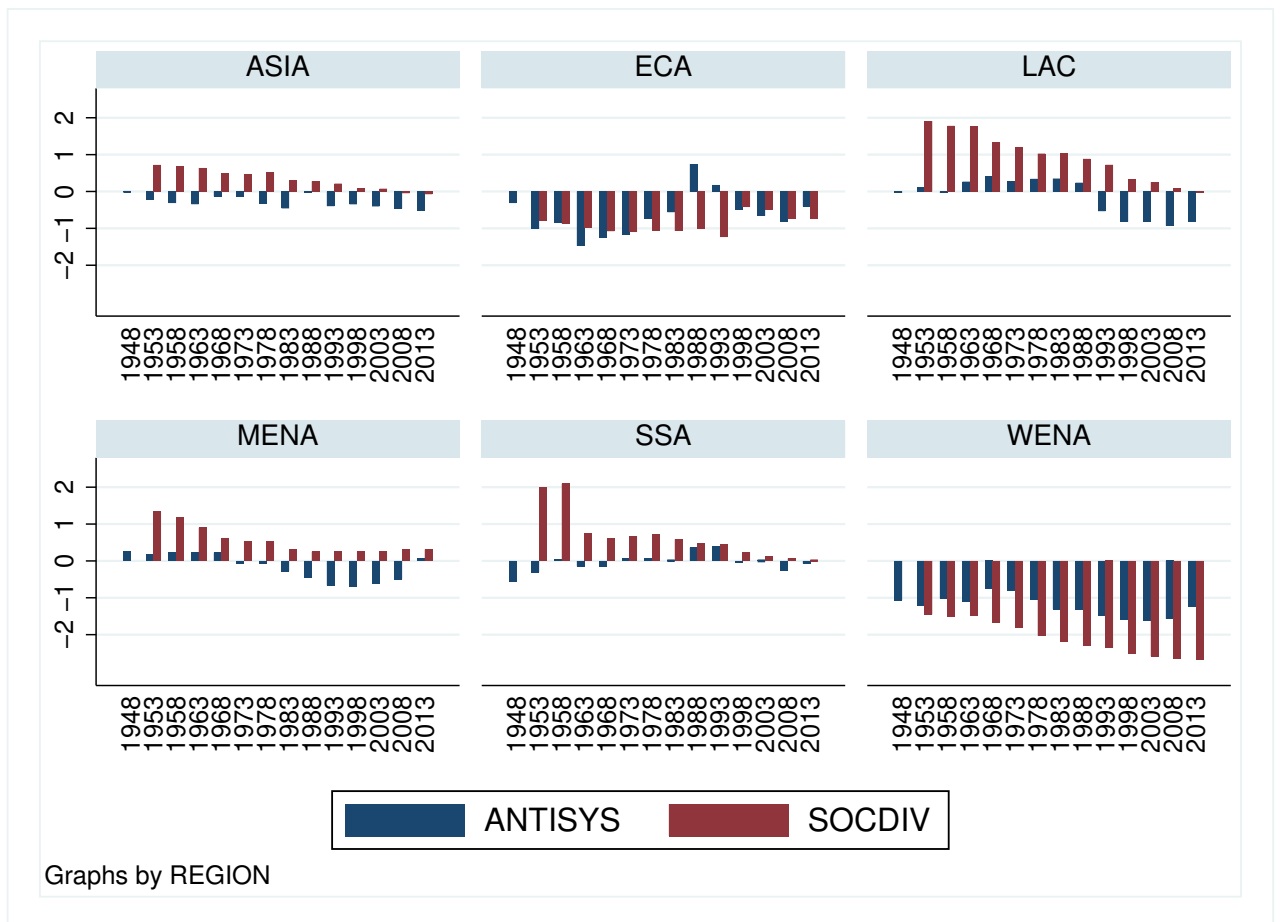 ASIA ECA LAC
2
1
0
−1
−2
1948 1953 1958 1963 1968 1973 1978 1983 1988 1993 1998 2003 2008 2013
1948 1953 1958 1963 1968 1973 1978 1983 1988 1993 1998 2003 2008 2013
1948 1953 1958 1963 1968 1973 1978 1983 1988 1993 1998 2003 2008 2013
MENA SSA WENA
2
1
0
−1
−2
1948 1953 1958 1963 1968 1973 1978 1983 1988 1993 1998 2003 2008 2013
1948 1953 1958 1963 1968 1973 1978 1983 1988 1993 1998 2003 2008 2013
1948 1953 1958 1963 1968 1973 1978 1983 1988 1993 1998 2003 2008 2013
ANTISYS SOCDIV
Graphs by REGION